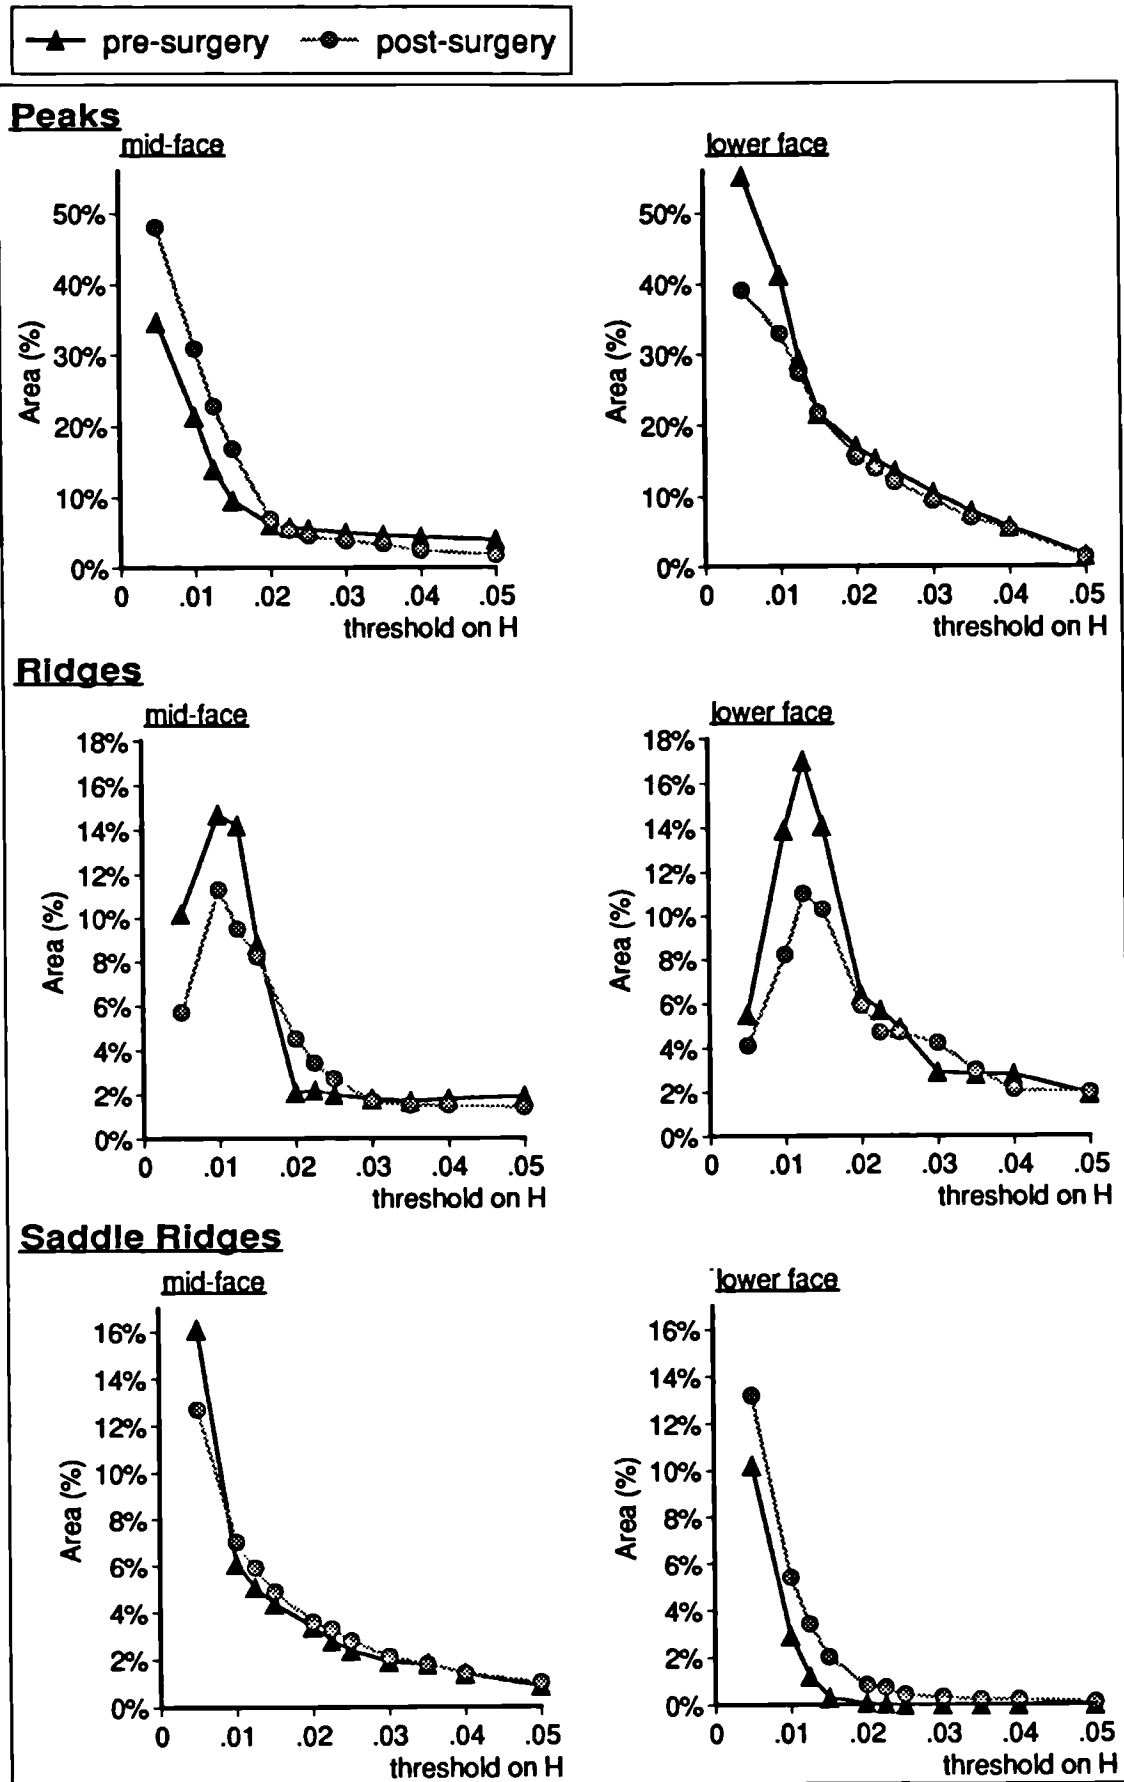 pre-surgery post-surgery
Peaks
mid-face
50%
40%
30%
20%
10%
0%
Area (%)
0 .01 .02 .03 .04 .05
threshold on H
lower face
50%
40%
30%
20%
10%
0%
Area (%)
0 .01 .02 .03 .04 .05
threshold on H
Ridges
mid-face
18%
16%
14%
12%
10%
8%
6%
4%
2%
0%
Area (%)
0 .01 .02 .03 .04 .05
threshold on H
lower face
18%
16%
14%
12%
10%
8%
6%
4%
2%
0%
Area (%)
0 .01 .02 .03 .04 .05
threshold on H
Saddle Ridges
mid-face
16%
14%
12%
10%
8%
6%
4%
2%
0%
Area (%)
0 .01 .02 .03 .04 .05
threshold on H
lower face
16%
14%
12%
10%
8%
6%
4%
2%
0%
Area (%)
0 .01 .02 .03 .04 .05
threshold on H